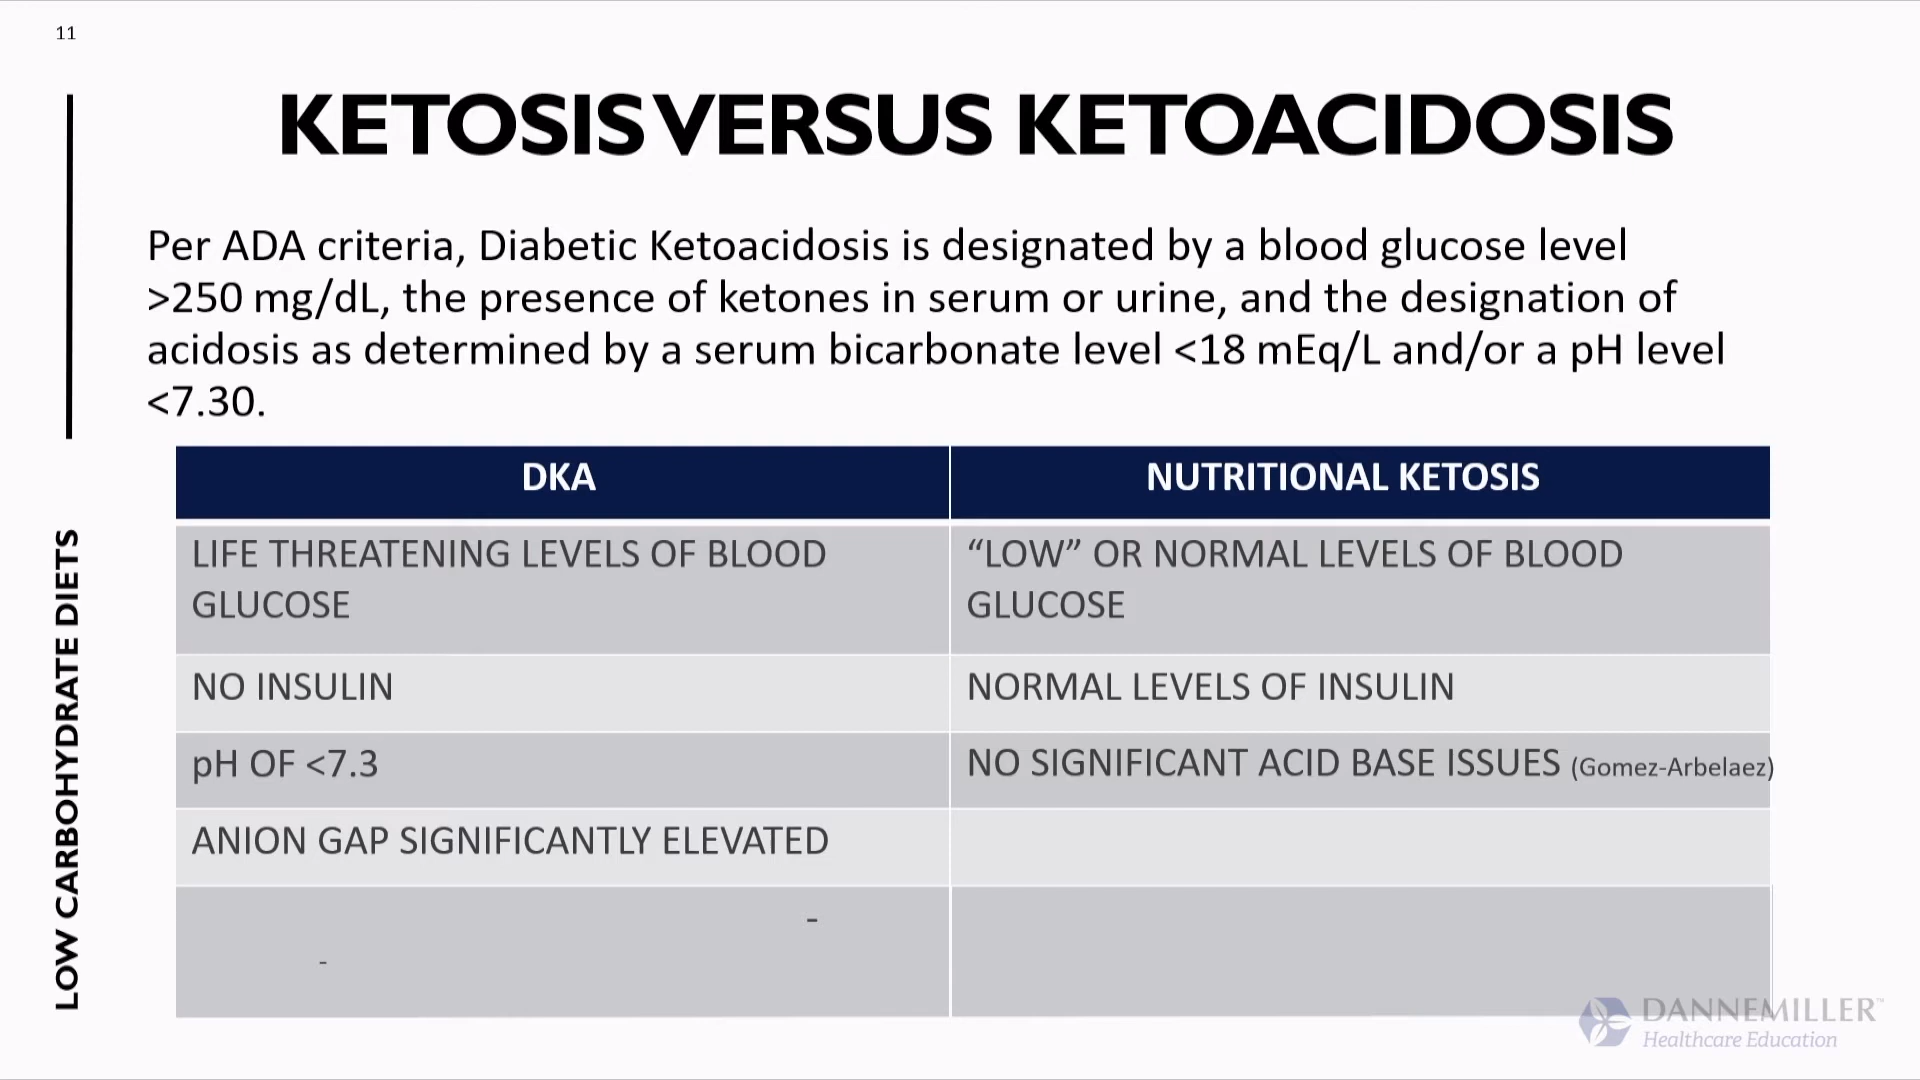 11
KETOSIS VERSUS KETOACIDOSIS
Per ADA criteria, Diabetic Ketoacidosis is designated by a blood glucose level
>250 mg/dL, the presence of ketones in serum or urine, and the designation of
acidosis as determined by a serum bicarbonate level <18 mEq/L and/or a pH level
<7.30.
LOW CARBOHYDRATE DIETS
DKA
NUTRITIONAL KETOSIS
LIFE THREATENING LEVELS OF BLOOD
GLUCOSE
“LOW” OR NORMAL LEVELS OF BLOOD
GLUCOSE
NO INSULIN
NORMAL LEVELS OF INSULIN
pH OF <7.3
NO SIGNIFICANT ACID BASE ISSUES (Gomez-Arbelaez)
ANION GAP SIGNIFICANTLY ELEVATED
-
-
DANNEMILLER™
Healthcare Education